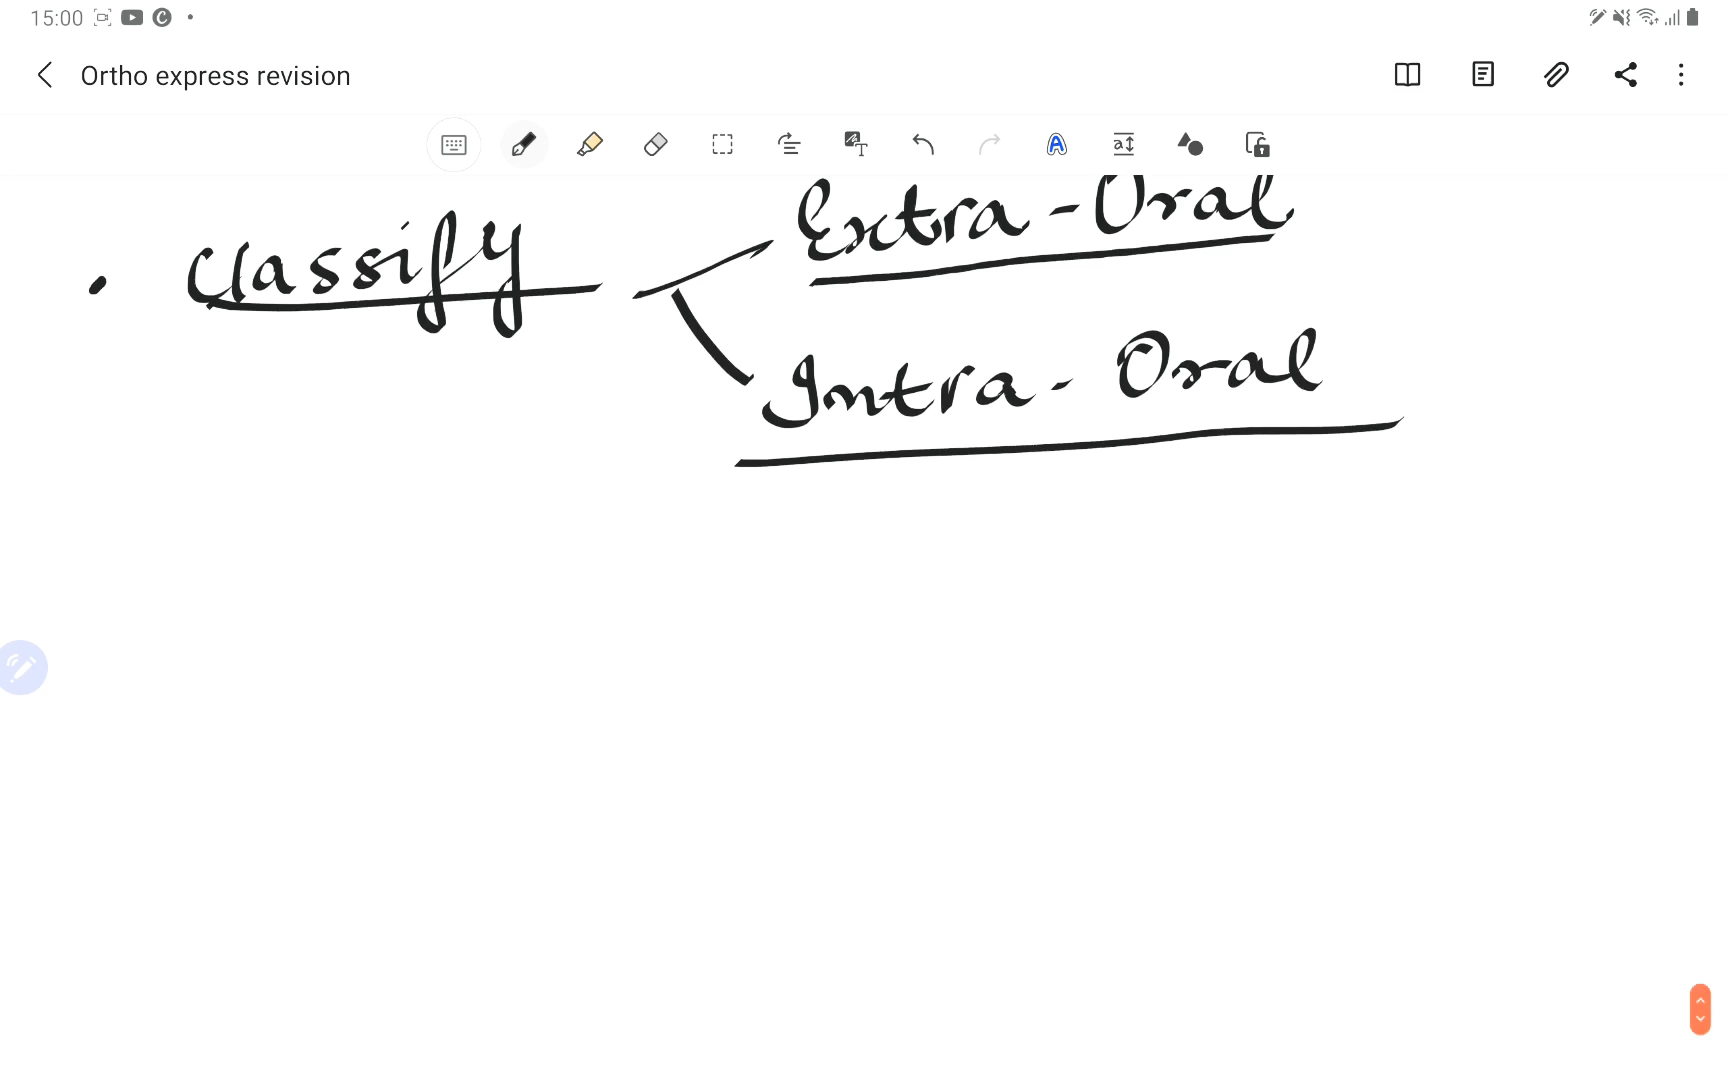 15:00
Ortho express revision
Extra-Oral
. Classify
Intra-Oral